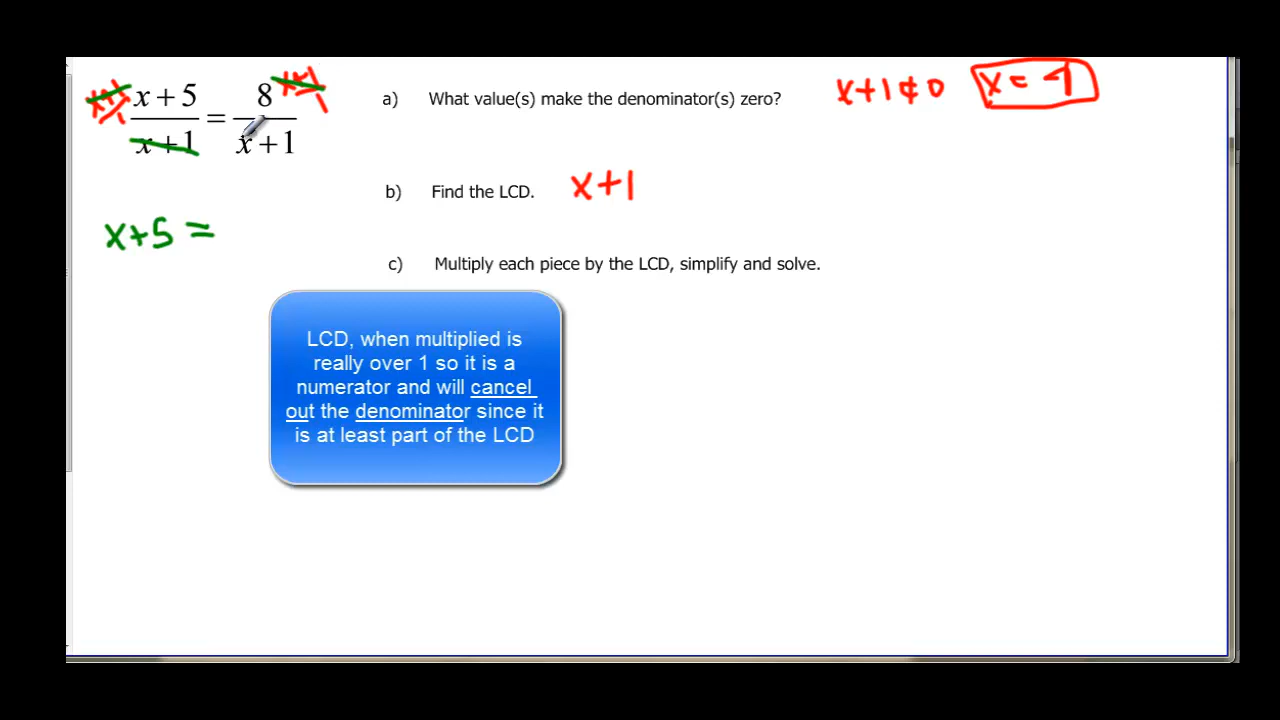 x + 5 / x + 1 = 8 / x + 1
a) What value(s) make the denominator(s) zero? x+1≠0 x = -1
b) Find the LCD. x+1
x+5 =
c) Multiply each piece by the LCD, simplify and solve.
LCD, when multiplied is
really over 1 so it is a
numerator and will cancel
out the denominator since it
is at least part of the LCD